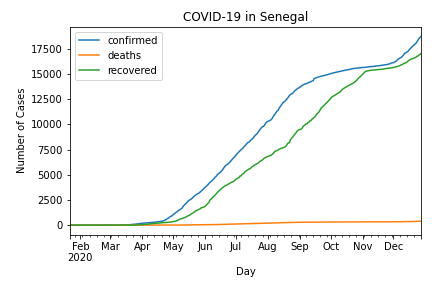 COVID-19 in Senegal
confirmed
deaths
recovered
Number of Cases
17500
15000
12500
10000
7500
5000
2500
0
Feb Mar Apr May Jun Jul Aug Sep Oct Nov Dec
2020
Day